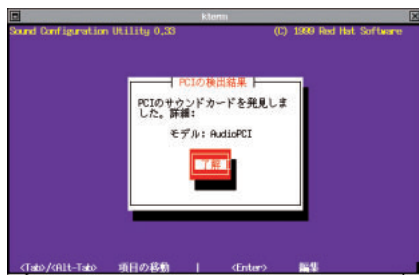 kterm
Sound Configuration Utility 0.33 (C) 1999 Red Hat Software
PCIの検出結果
PCIのサウンドカードを発見しま
した。詳細:
モデル: AudioPCI
了解
<Tab>/<Alt-Tab> 項目の移動 | <Enter> 編集